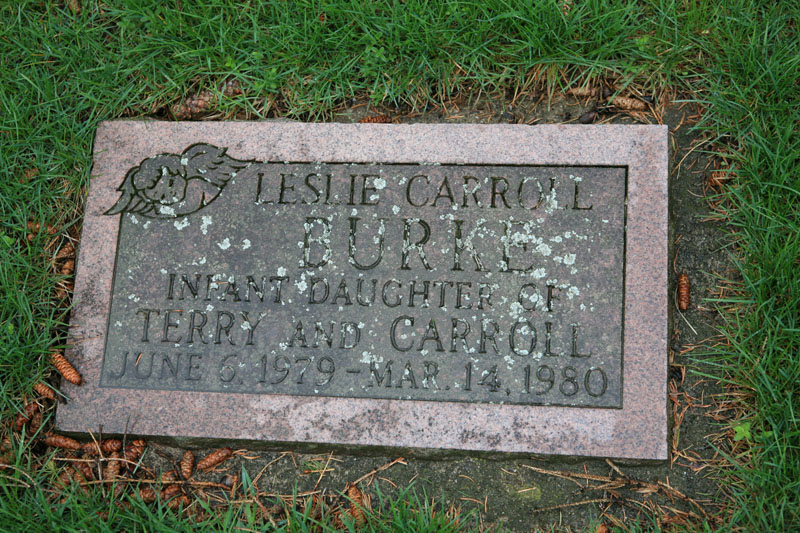 LESLIE CARROLL
BURKE
INFANT DAUGHTER OF
TERRY AND CARROLL
JUNE 6, 1979 - MAR. 14, 1980